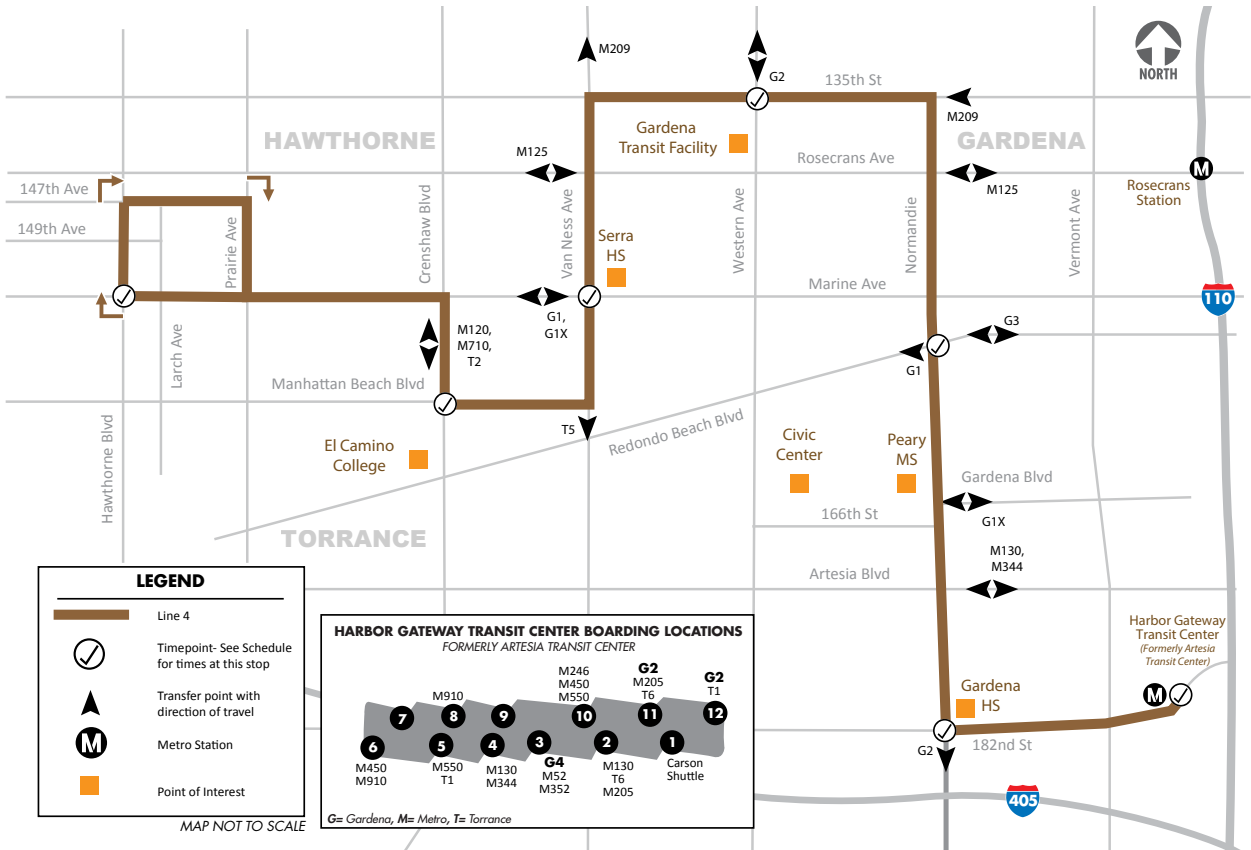 M209
G2
135th St
NORTH
HAWTHORNE
Gardena
Transit Facility
M209
GARDENA
M125
Rosecrans Ave
M125
M
Rosecrans
Station
147th Ave
149th Ave
Prairie Ave
Crenshaw Blvd
Van Ness Ave
Serra
HS
Western Ave
Normandie
Vermont Ave
Marine Ave
110
Larch Ave
M120,
M710,
T2
G1,
G1X
G3
G1
Manhattan Beach Blvd
T5
Redondo Beach Blvd
Hawthorne Blvd
El Camino
College
Civic
Center
Peary
MS
Gardena Blvd
G1X
166th St
TORRANCE
M130,
M344
Artesia Blvd
Harbor Gateway
Transit Center
(Formerly Artesia
Transit Center)
M
Gardena
HS
182nd St
G2
405
LEGEND
Line 4
Timepoint- See Schedule
for times at this stop
Transfer point with
direction of travel
M
Metro Station
Point of Interest
MAP NOT TO SCALE
HARBOR GATEWAY TRANSIT CENTER BOARDING LOCATIONS
FORMERLY ARTESIA TRANSIT CENTER
7
M910
8
9
M246
M450
M550
10
G2
M205
T6
11
G2
T1
12
6
M450
M910
5
M550
T1
4
M130
M344
3
G4
M52
M352
2
M130
T6
M205
1
Carson
Shuttle
G= Gardena, M= Metro, T= Torrance